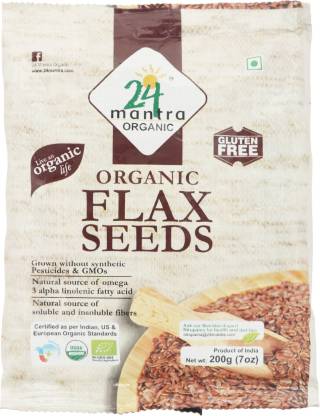 24
mantra
ORGANIC
www.24mantra.com
GLUTEN
FREE
Live an
organic
life
ORGANIC
FLAX
SEEDS
Grown without synthetic
Pesticides & GMOs
Natural source of omega
3 alpha linolenic fatty acid
Natural source of
soluble and insoluble fibers
Certified as per Indian, US &
European Organic Standards
USDA
ORGANIC
Product of India
Net wt. 200g (7oz)